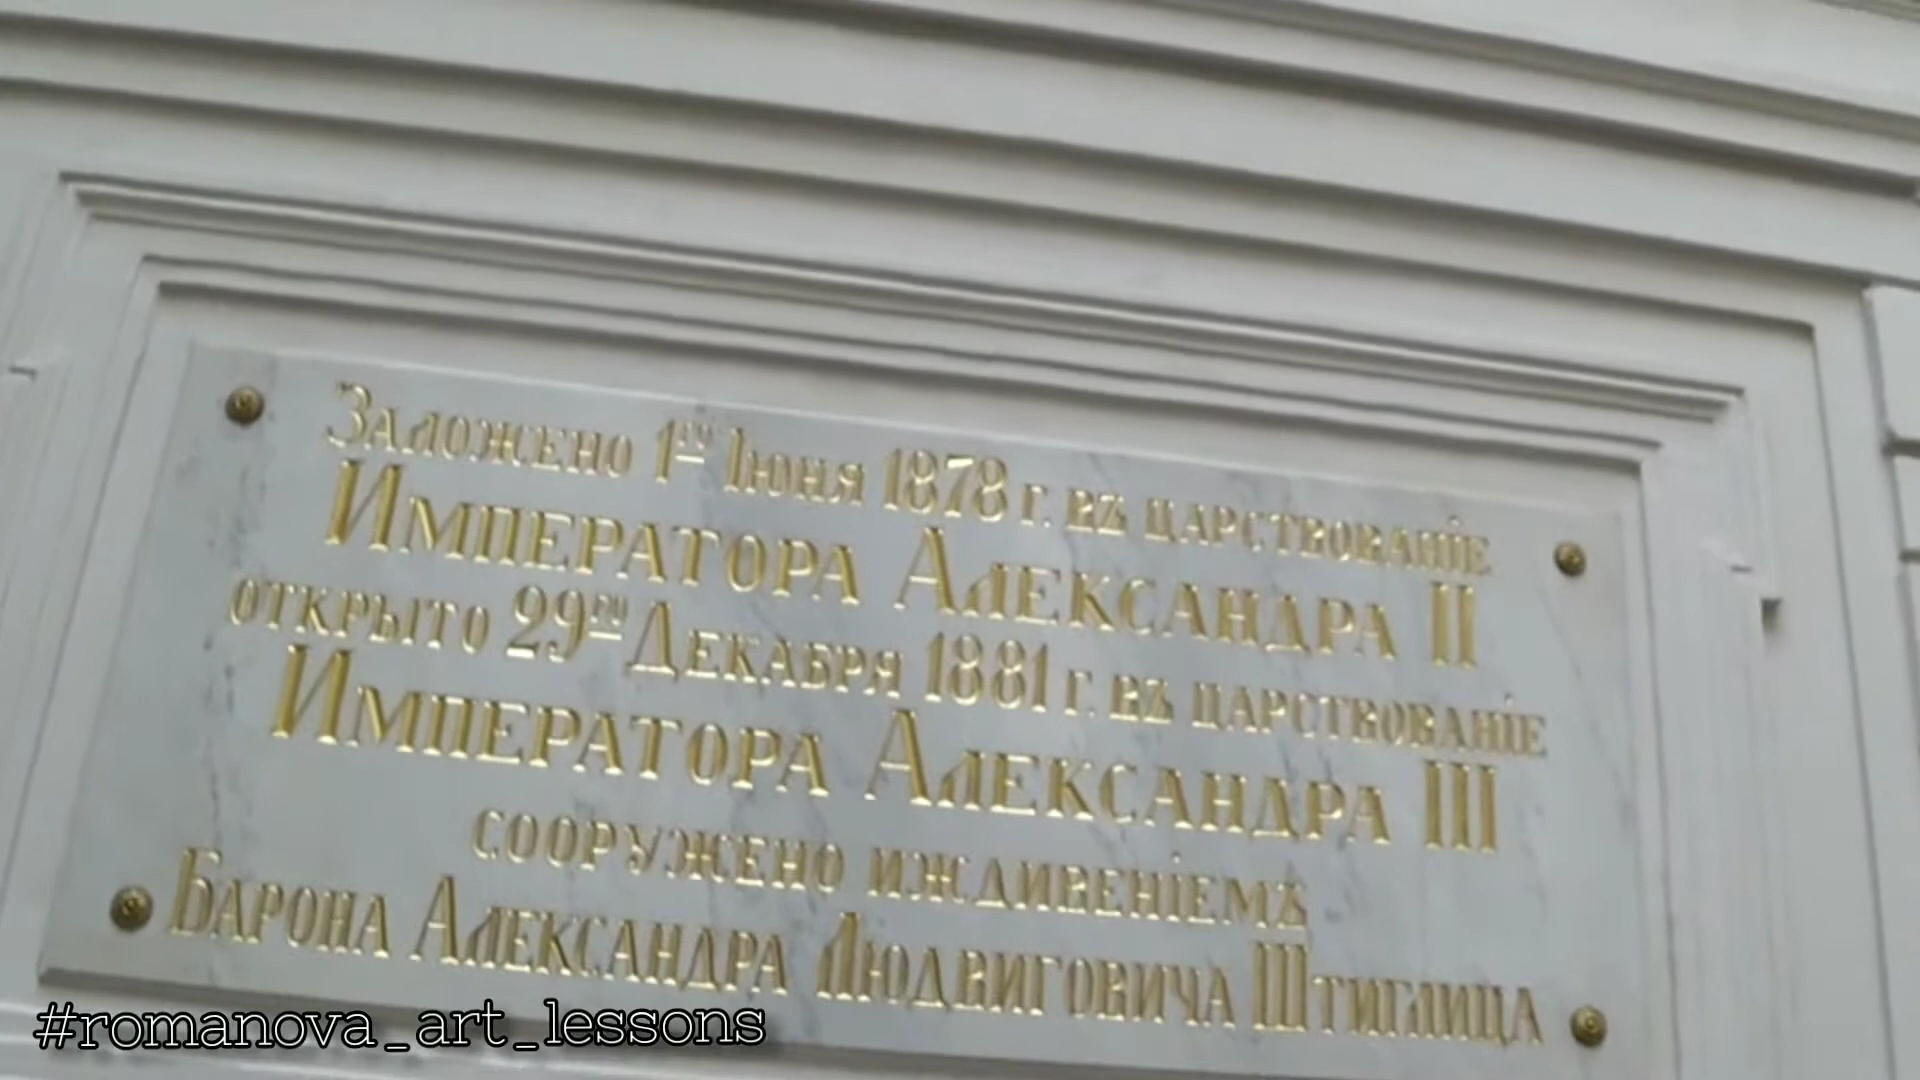 Заложено 1го Июня 1878 г. въ царствованіе
Императора Александра II
открыто 29го Декабря 1881 г. въ царствованіе
Императора Александра III
сооружено иждивеніемъ
Барона Александра Людвиговича Штиглица
#romanova_art_lessons